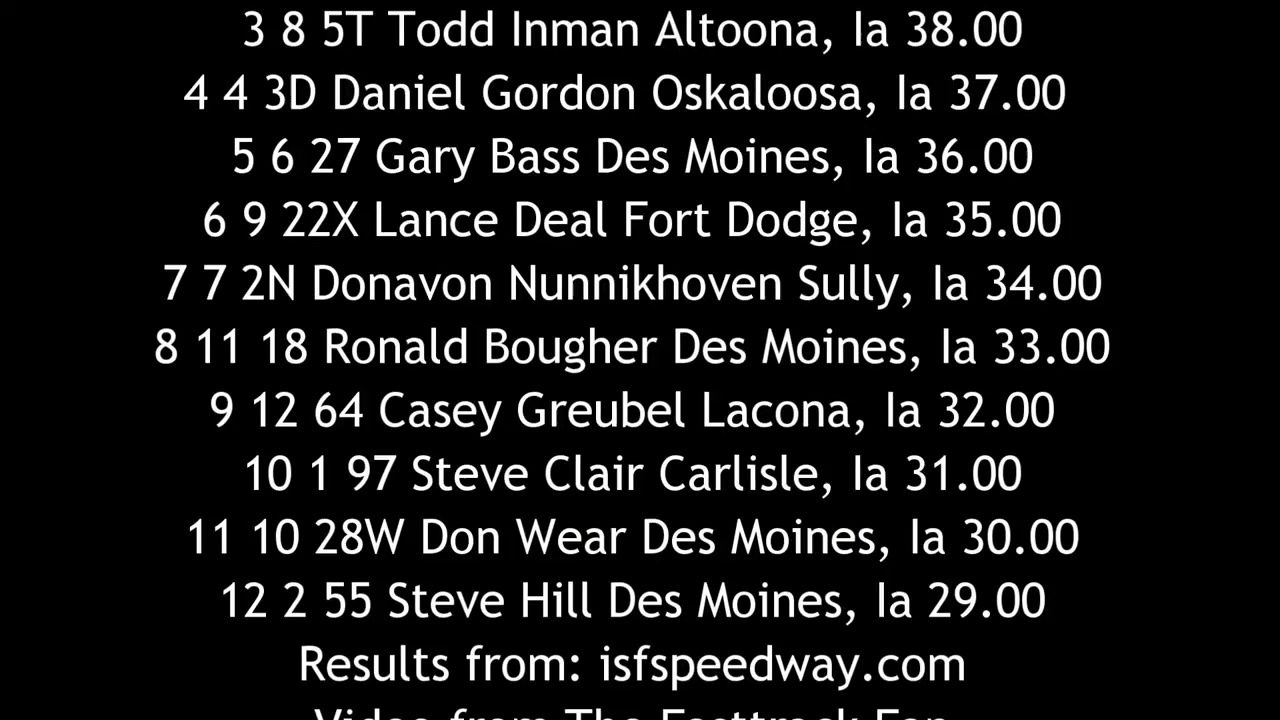 3 8 5T Todd Inman Altoona, Ia 38.00
4 4 3D Daniel Gordon Oskaloosa, Ia 37.00
5 6 27 Gary Bass Des Moines, Ia 36.00
6 9 22X Lance Deal Fort Dodge, Ia 35.00
7 7 2N Donavon Nunnikhoven Sully, Ia 34.00
8 11 18 Ronald Bougher Des Moines, Ia 33.00
9 12 64 Casey Greubel Lacona, Ia 32.00
10 1 97 Steve Clair Carlisle, Ia 31.00
11 10 28W Don Wear Des Moines, Ia 30.00
12 2 55 Steve Hill Des Moines, Ia 29.00
Results from: isfspeedway.com
Video from The Fasttrack Fan